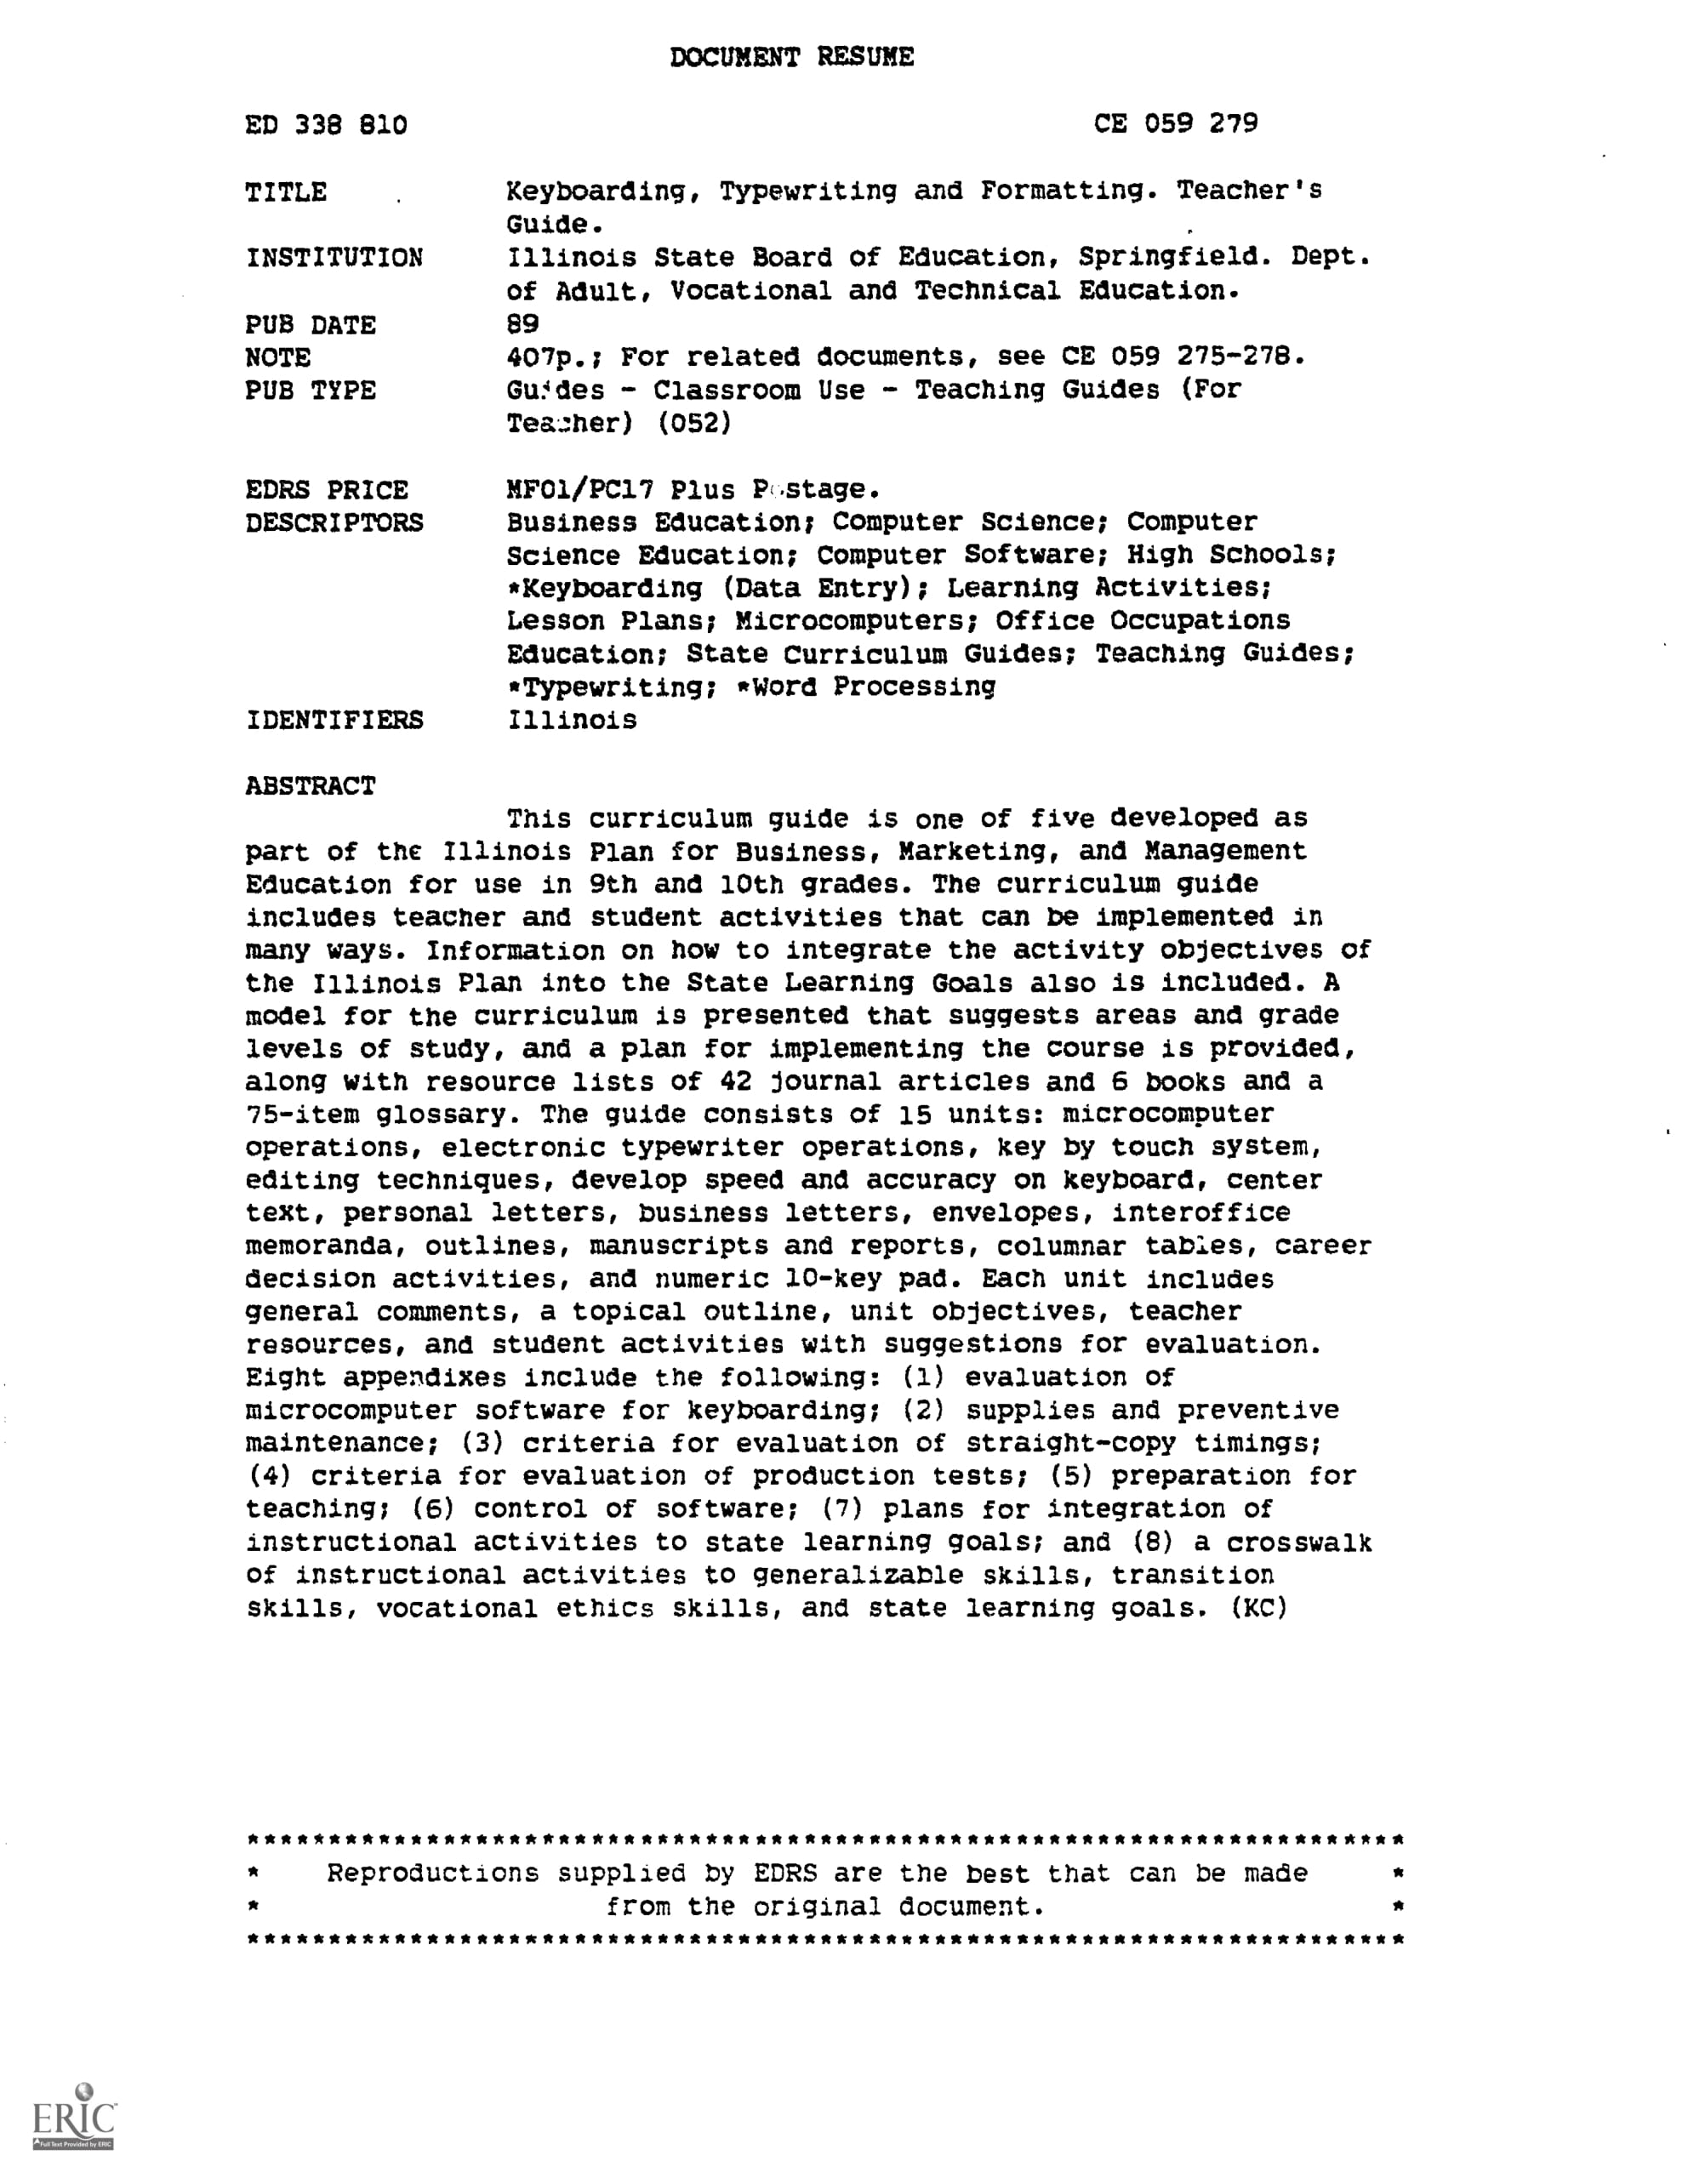 DOCUMENT RESUME
ED 338 810 CE 059 279
TITLE Keyboarding, Typewriting and Formatting. Teacher's
Guide.
INSTITUTION Illinois State Board of Education, Springfield. Dept.
of Adult, Vocational and Technical Education.
PUB DATE 89
NOTE 407p.; For related documents, see CE 059 275-278.
PUB TYPE Guides - Classroom Use - Teaching Guides (For
Teacher) (052)
EDRS PRICE MF01/PC17 Plus Postage.
DESCRIPTORS Business Education; Computer Science; Computer
Science Education; Computer Software; High Schools;
*Keyboarding (Data Entry); Learning Activities;
Lesson Plans; Microcomputers; Office Occupations
Education; State Curriculum Guides; Teaching Guides;
*Typewriting; *Word Processing
IDENTIFIERS Illinois
ABSTRACT
This curriculum guide is one of five developed as
part of the Illinois Plan for Business, Marketing, and Management
Education for use in 9th and 10th grades. The curriculum guide
includes teacher and student activities that can be implemented in
many ways. Information on how to integrate the activity objectives of
the Illinois Plan into the State Learning Goals also is included. A
model for the curriculum is presented that suggests areas and grade
levels of study, and a plan for implementing the course is provided,
along with resource lists of 42 journal articles and 6 books and a
75-item glossary. The guide consists of 15 units: microcomputer
operations, electronic typewriter operations, key by touch system,
editing techniques, develop speed and accuracy on keyboard, center
text, personal letters, business letters, envelopes, interoffice
memoranda, outlines, manuscripts and reports, columnar tables, career
decision activities, and numeric 10-key pad. Each unit includes
general comments, a topical outline, unit objectives, teacher
resources, and student activities with suggestions for evaluation.
Eight appendixes include the following: (1) evaluation of
microcomputer software for keyboarding; (2) supplies and preventive
maintenance; (3) criteria for evaluation of straight-copy timings;
(4) criteria for evaluation of production tests; (5) preparation for
teaching; (6) control of software; (7) plans for integration of
instructional activities to state learning goals; and (8) a crosswalk
of instructional activities to generalizable skills, transition
skills, vocational ethics skills, and state learning goals. (KC)
***********************************************************************
* Reproductions supplied by EDRS are the best that can be made *
* from the original document. *
***********************************************************************
ERIC
Full Text Provided by ERIC